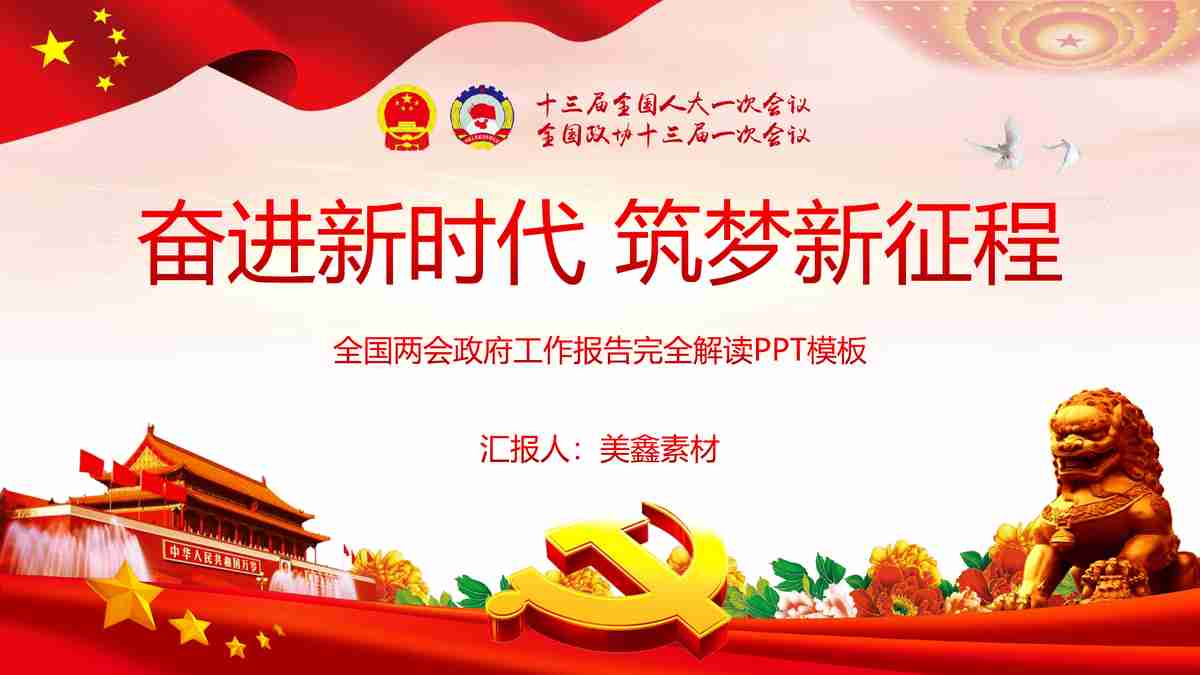 十三届全国人大一次会议
全国政协十三届一次会议
奋进新时代 筑梦新征程
全国两会政府工作报告完全解读PPT模板
汇报人：美鑫素材
中华人民共和国万岁